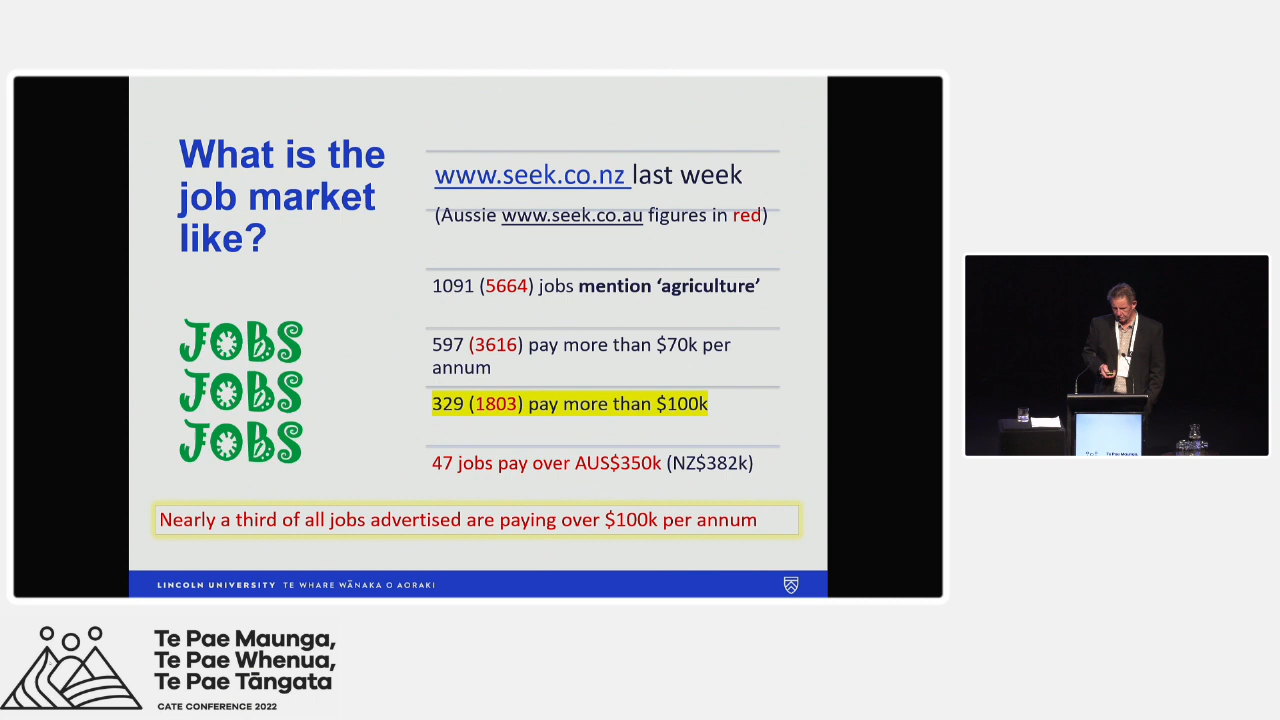 What is the
job market
like?
www.seek.co.nz last week
(Aussie www.seek.co.au figures in red)
1091 (5664) jobs mention ‘agriculture’
597 (3616) pay more than $70k per
annum
329 (1803) pay more than $100k
47 jobs pay over AUS$350k (NZ$382k)
JOBS
JOBS
JOBS
Nearly a third of all jobs advertised are paying over $100k per annum
LINCOLN UNIVERSITY TE WHARE WĀNAKA O AORAKI
Te Pae Maunga,
Te Pae Maunga,
Te Pae Whenua,
Te Pae Tāngata
CATE CONFERENCE 2022